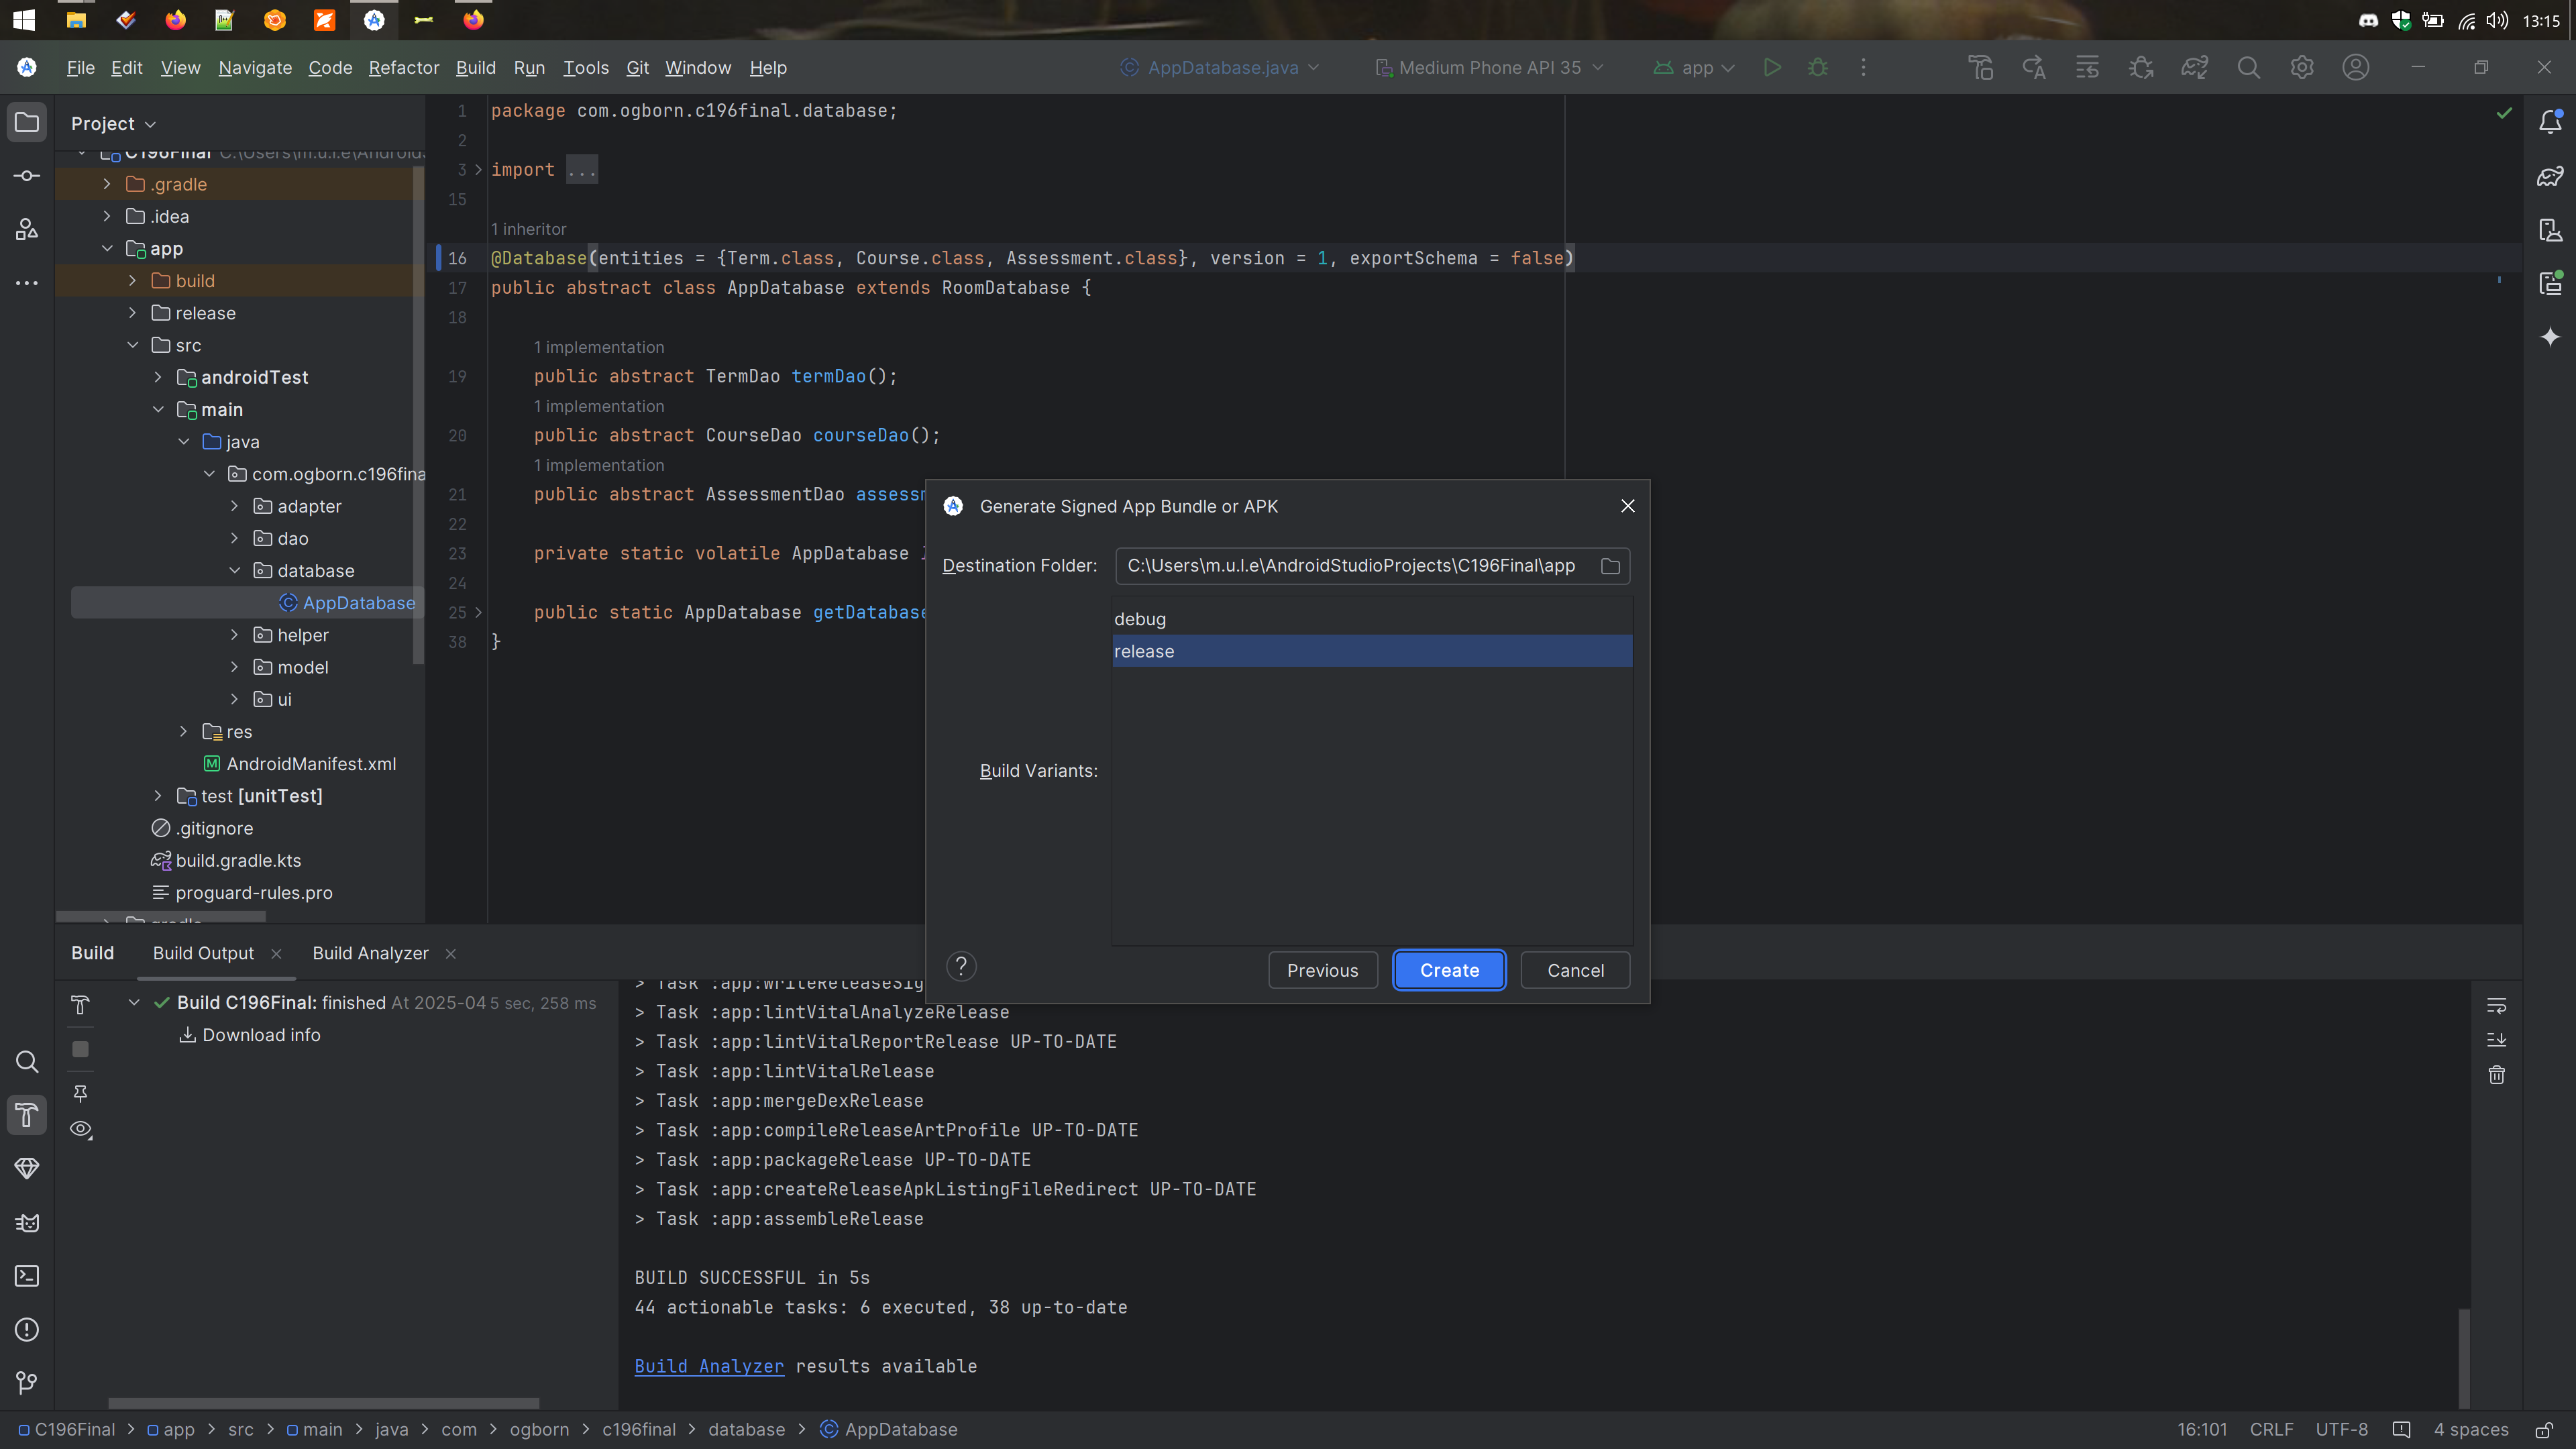 13:15
File Edit View Navigate Code Refactor Build Run Tools Git Window Help
AppDatabase.java
Medium Phone API 35
app
Project
C196Final C:\Users\m.u.l.e\Android
.gradle
.idea
app
build
release
src
androidTest
main
java
com.ogborn.c196fina
adapter
dao
database
AppDatabase
helper
model
ui
res
AndroidManifest.xml
test [unitTest]
.gitignore
build.gradle.kts
proguard-rules.pro
gradle
1 package com.ogborn.c196final.database;
2
3 import ...
15
1 inheritor
16 @Database(entities = {Term.class, Course.class, Assessment.class}, version = 1, exportSchema = false)
17 public abstract class AppDatabase extends RoomDatabase {
18
1 implementation
19 public abstract TermDao termDao();
1 implementation
20 public abstract CourseDao courseDao();
1 implementation
21 public abstract AssessmentDao assessm
22
23 private static volatile AppDatabase
24
25 public static AppDatabase getDatabase
38 }
Generate Signed App Bundle or APK
Destination Folder: C:\Users\m.u.l.e\AndroidStudioProjects\C196Final\app
debug
release
Build Variants:
? Previous Create Cancel
Build Build Output Build Analyzer
Build C196Final: finished At 2025-04 5 sec, 258 ms
Download info
> Task :app:writeReleaseSig
> Task :app:lintVitalAnalyzeRelease
> Task :app:lintVitalReportRelease UP-TO-DATE
> Task :app:lintVitalRelease
> Task :app:mergeDexRelease
> Task :app:compileReleaseArtProfile UP-TO-DATE
> Task :app:packageRelease UP-TO-DATE
> Task :app:createReleaseApkListingFileRedirect UP-TO-DATE
> Task :app:assembleRelease
BUILD SUCCESSFUL in 5s
44 actionable tasks: 6 executed, 38 up-to-date
Build Analyzer results available
C196Final > app > src > main > java > com > ogborn > c196final > database > AppDatabase
16:101 CRLF UTF-8 4 spaces